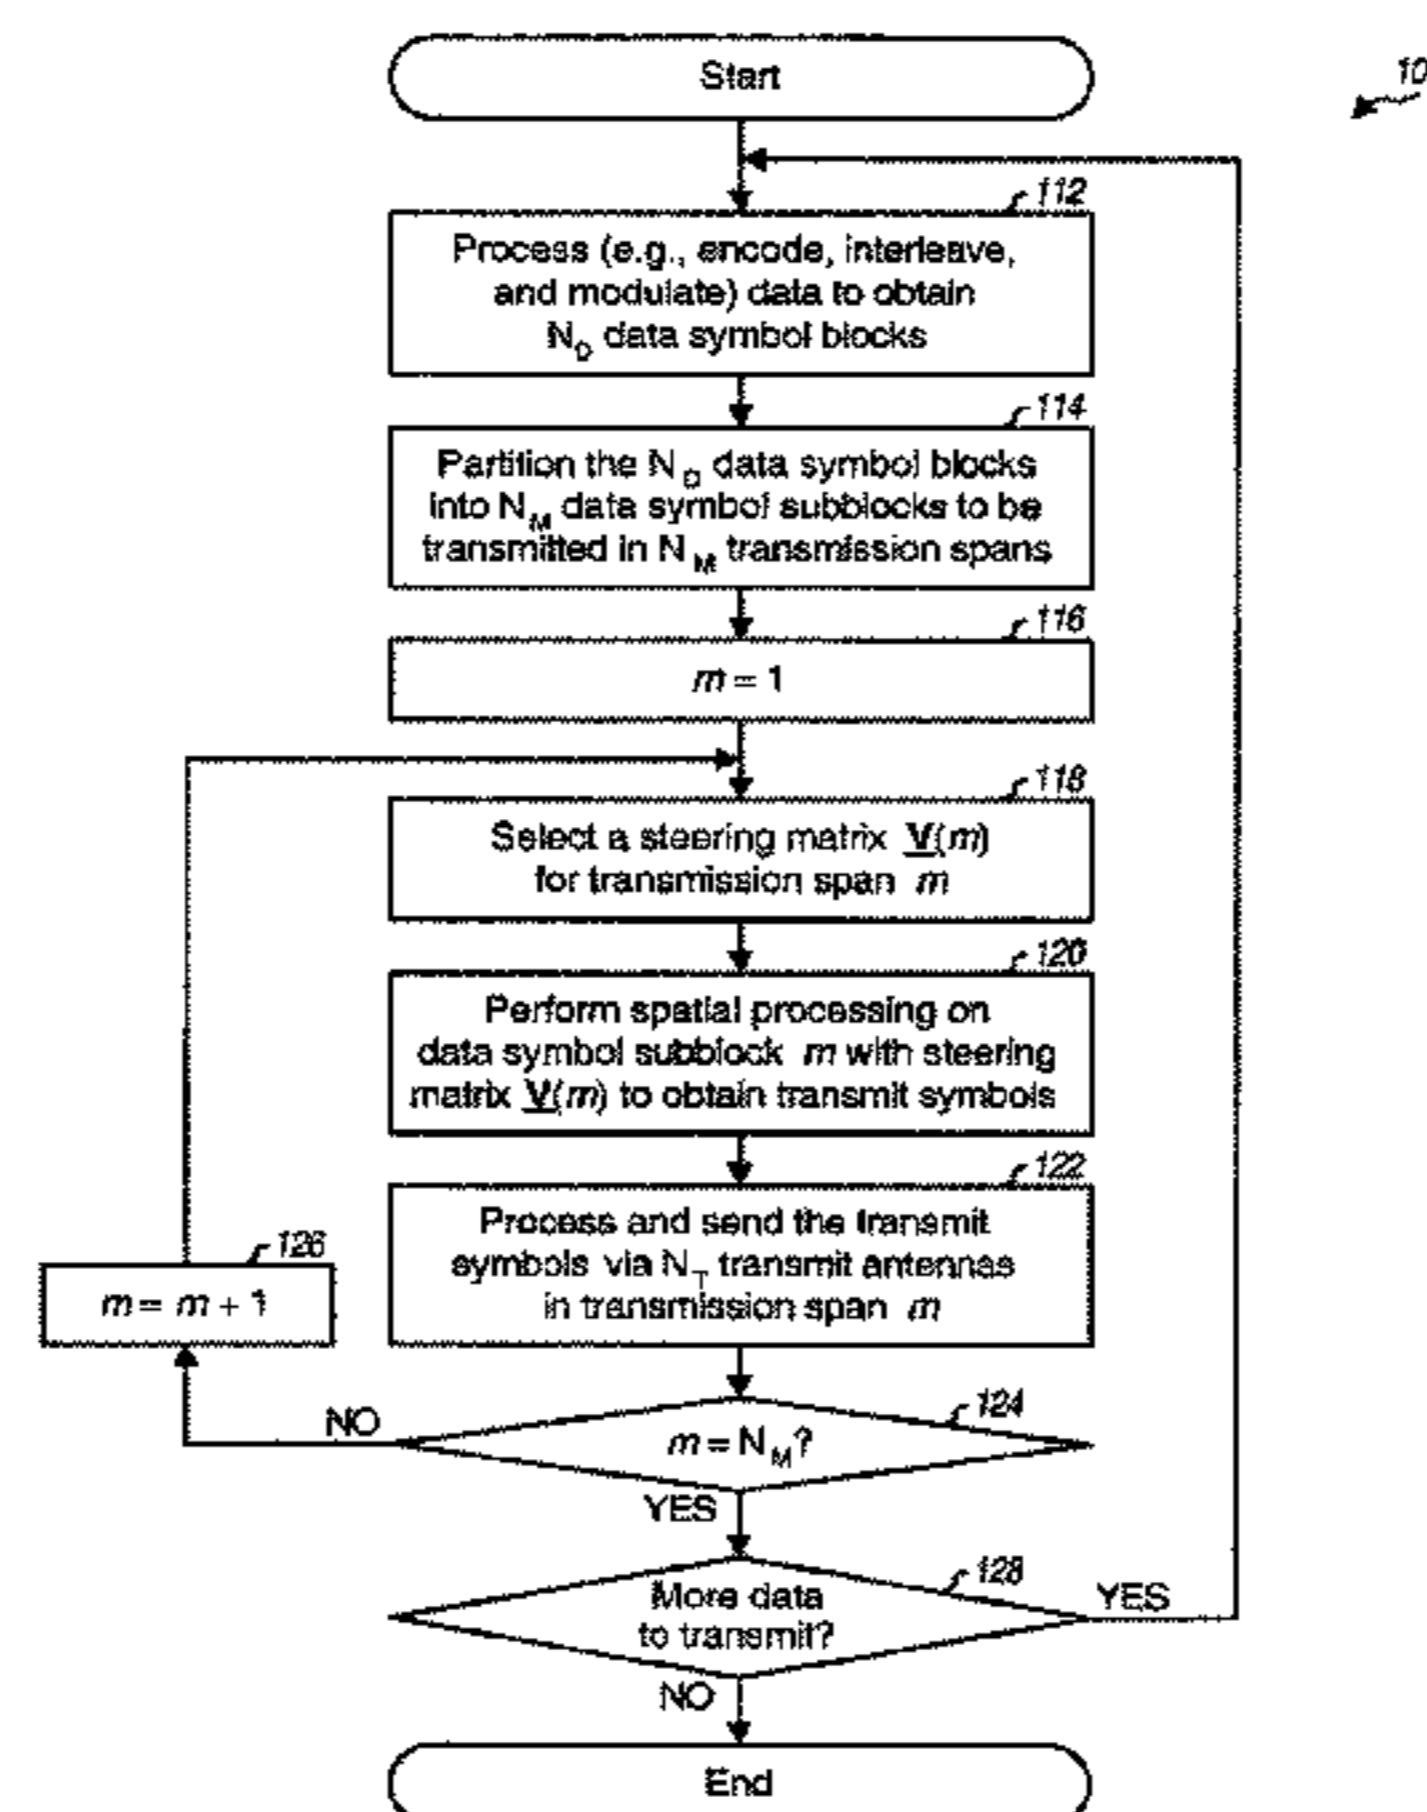 Start
10
112
Process (e.g., encode, interleave,
and modulate) data to obtain
N_D data symbol blocks
114
Partition the N_D data symbol blocks
into N_M data symbol subblocks to be
transmitted in N_M transmission spans
116
m = 1
118
Select a steering matrix V(m)
for transmission span m
120
Perform spatial processing on
data symbol subblock m with steering
matrix V(m) to obtain transmit symbols
122
Process and send the transmit
symbols via N_T transmit antennas
in transmission span m
126
m = m + 1
124
NO
m = N_M?
YES
128
More data
to transmit?
YES
NO
End